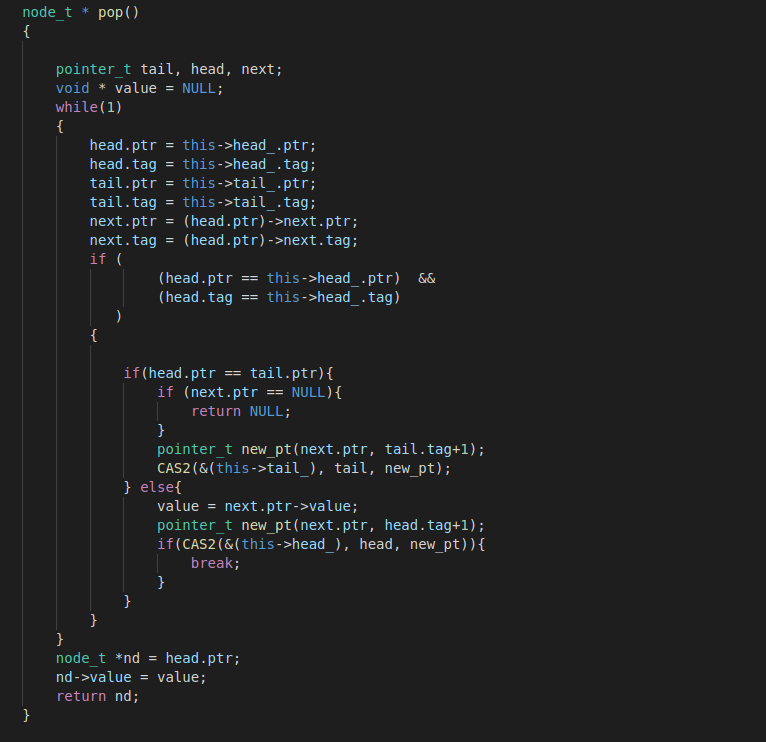 node_t * pop()
{
pointer_t tail, head, next;
void * value = NULL;
while(1)
{
head.ptr = this->head_.ptr;
head.tag = this->head_.tag;
tail.ptr = this->tail_.ptr;
tail.tag = this->tail_.tag;
next.ptr = (head.ptr)->next.ptr;
next.tag = (head.ptr)->next.tag;
if (
(head.ptr == this->head_.ptr)  &&
(head.tag == this->head_.tag)
)
{
if(head.ptr == tail.ptr){
if (next.ptr == NULL){
return NULL;
}
pointer_t new_pt(next.ptr, tail.tag+1);
CAS2(&(this->tail_), tail, new_pt);
} else{
value = next.ptr->value;
pointer_t new_pt(next.ptr, head.tag+1);
if(CAS2(&(this->head_), head, new_pt)){
break;
}
}
}
}
node_t *nd = head.ptr;
nd->value = value;
return nd;
}